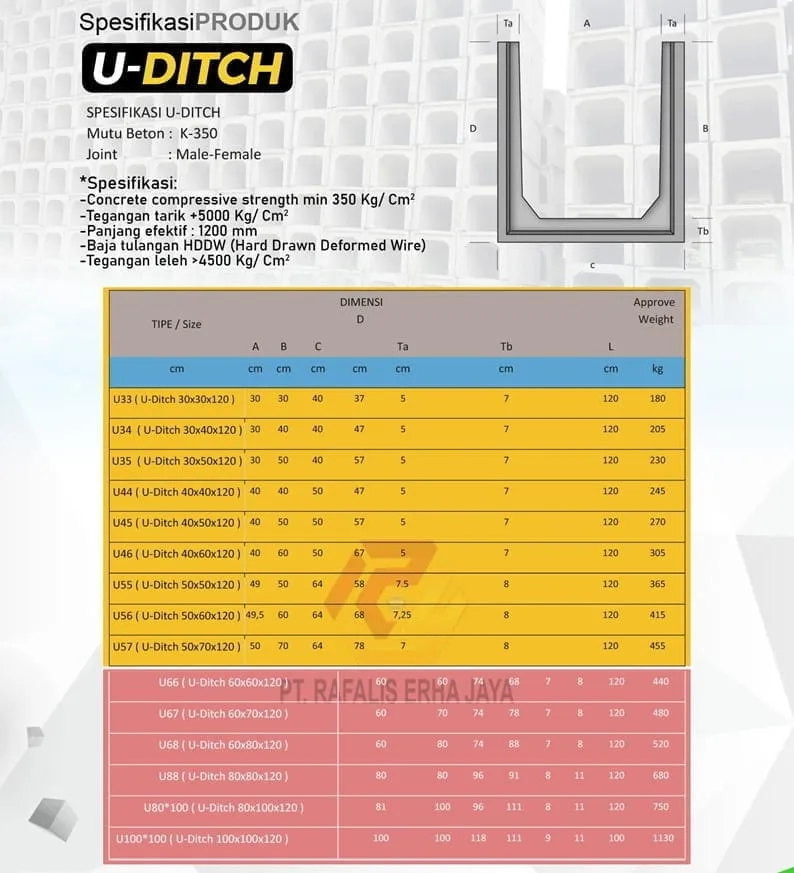 SpesifikasiPRODUK
U-DITCH
SPESIFIKASI U-DITCH
Mutu Beton : K-350
Joint : Male-Female
*Spesifikasi:
-Concrete compressive strength min 350 Kg/ Cm²
-Tegangan tarik +5000 Kg/ Cm²
-Panjang efektif : 1200 mm
-Baja tulangan HDDW (Hard Drawn Deformed Wire)
-Tegangan leleh >4500 Kg/ Cm²
Ta A Ta
D B
Tb
c
DIMENSI Approve
TIPE / Size D Weight
A B C Ta Tb L
cm cm cm cm cm cm cm cm kg
U33 ( U-Ditch 30x30x120 ) 30 30 40 37 5 7 120 180
U34 ( U-Ditch 30x40x120 ) 30 40 40 47 5 7 120 205
U35 ( U-Ditch 30x50x120 ) 30 50 40 57 5 7 120 230
U44 ( U-Ditch 40x40x120 ) 40 40 50 47 5 7 120 245
U45 ( U-Ditch 40x50x120 ) 40 50 50 57 5 7 120 270
U46 ( U-Ditch 40x60x120 ) 40 60 50 67 5 7 120 305
U55 ( U-Ditch 50x50x120 ) 49 50 64 58 7.5 8 120 365
U56 ( U-Ditch 50x60x120 ) 49,5 60 64 68 7,25 8 120 415
U57 ( U-Ditch 50x70x120 ) 50 70 64 78 7 8 120 455
U66 ( U-Ditch 60x60x120 ) 60 60 74 68 7 8 120 440
PT. RAFALIS ERHA JAYA
U67 ( U-Ditch 60x70x120 ) 60 70 74 78 7 8 120 480
U68 ( U-Ditch 60x80x120 ) 60 80 74 88 7 8 120 520
U88 ( U-Ditch 80x80x120 ) 80 80 96 91 8 11 120 680
U80*100 ( U-Ditch 80x100x120 ) 81 100 96 111 8 11 120 750
U100*100 ( U-Ditch 100x100x120 ) 100 100 118 111 9 11 100 1130